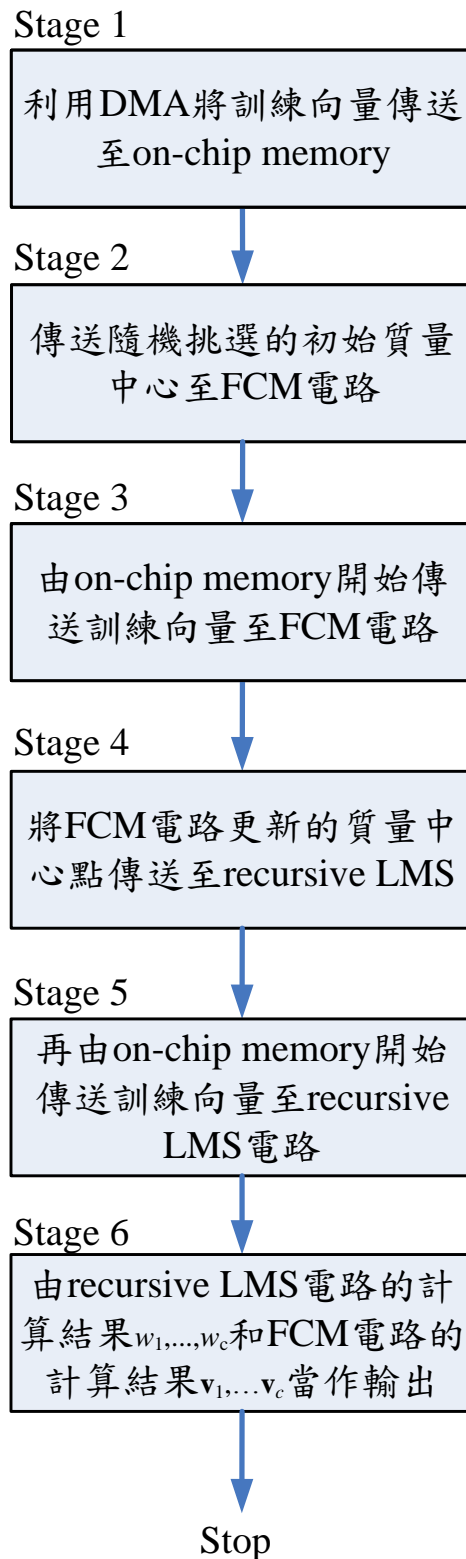 Stage 1
利用DMA將訓練向量傳送
至on-chip memory
Stage 2
傳送隨機挑選的初始質量
中心至FCM電路
Stage 3
由on-chip memory開始傳
送訓練向量至FCM電路
Stage 4
將FCM電路更新的質量中
心點傳送至recursive LMS
Stage 5
再由on-chip memory開始
傳送訓練向量至recursive
LMS電路
Stage 6
由recursive LMS電路的計
算結果w₁,...,w_c和FCM電路的
計算結果v₁,…v_c當作輸出
Stop